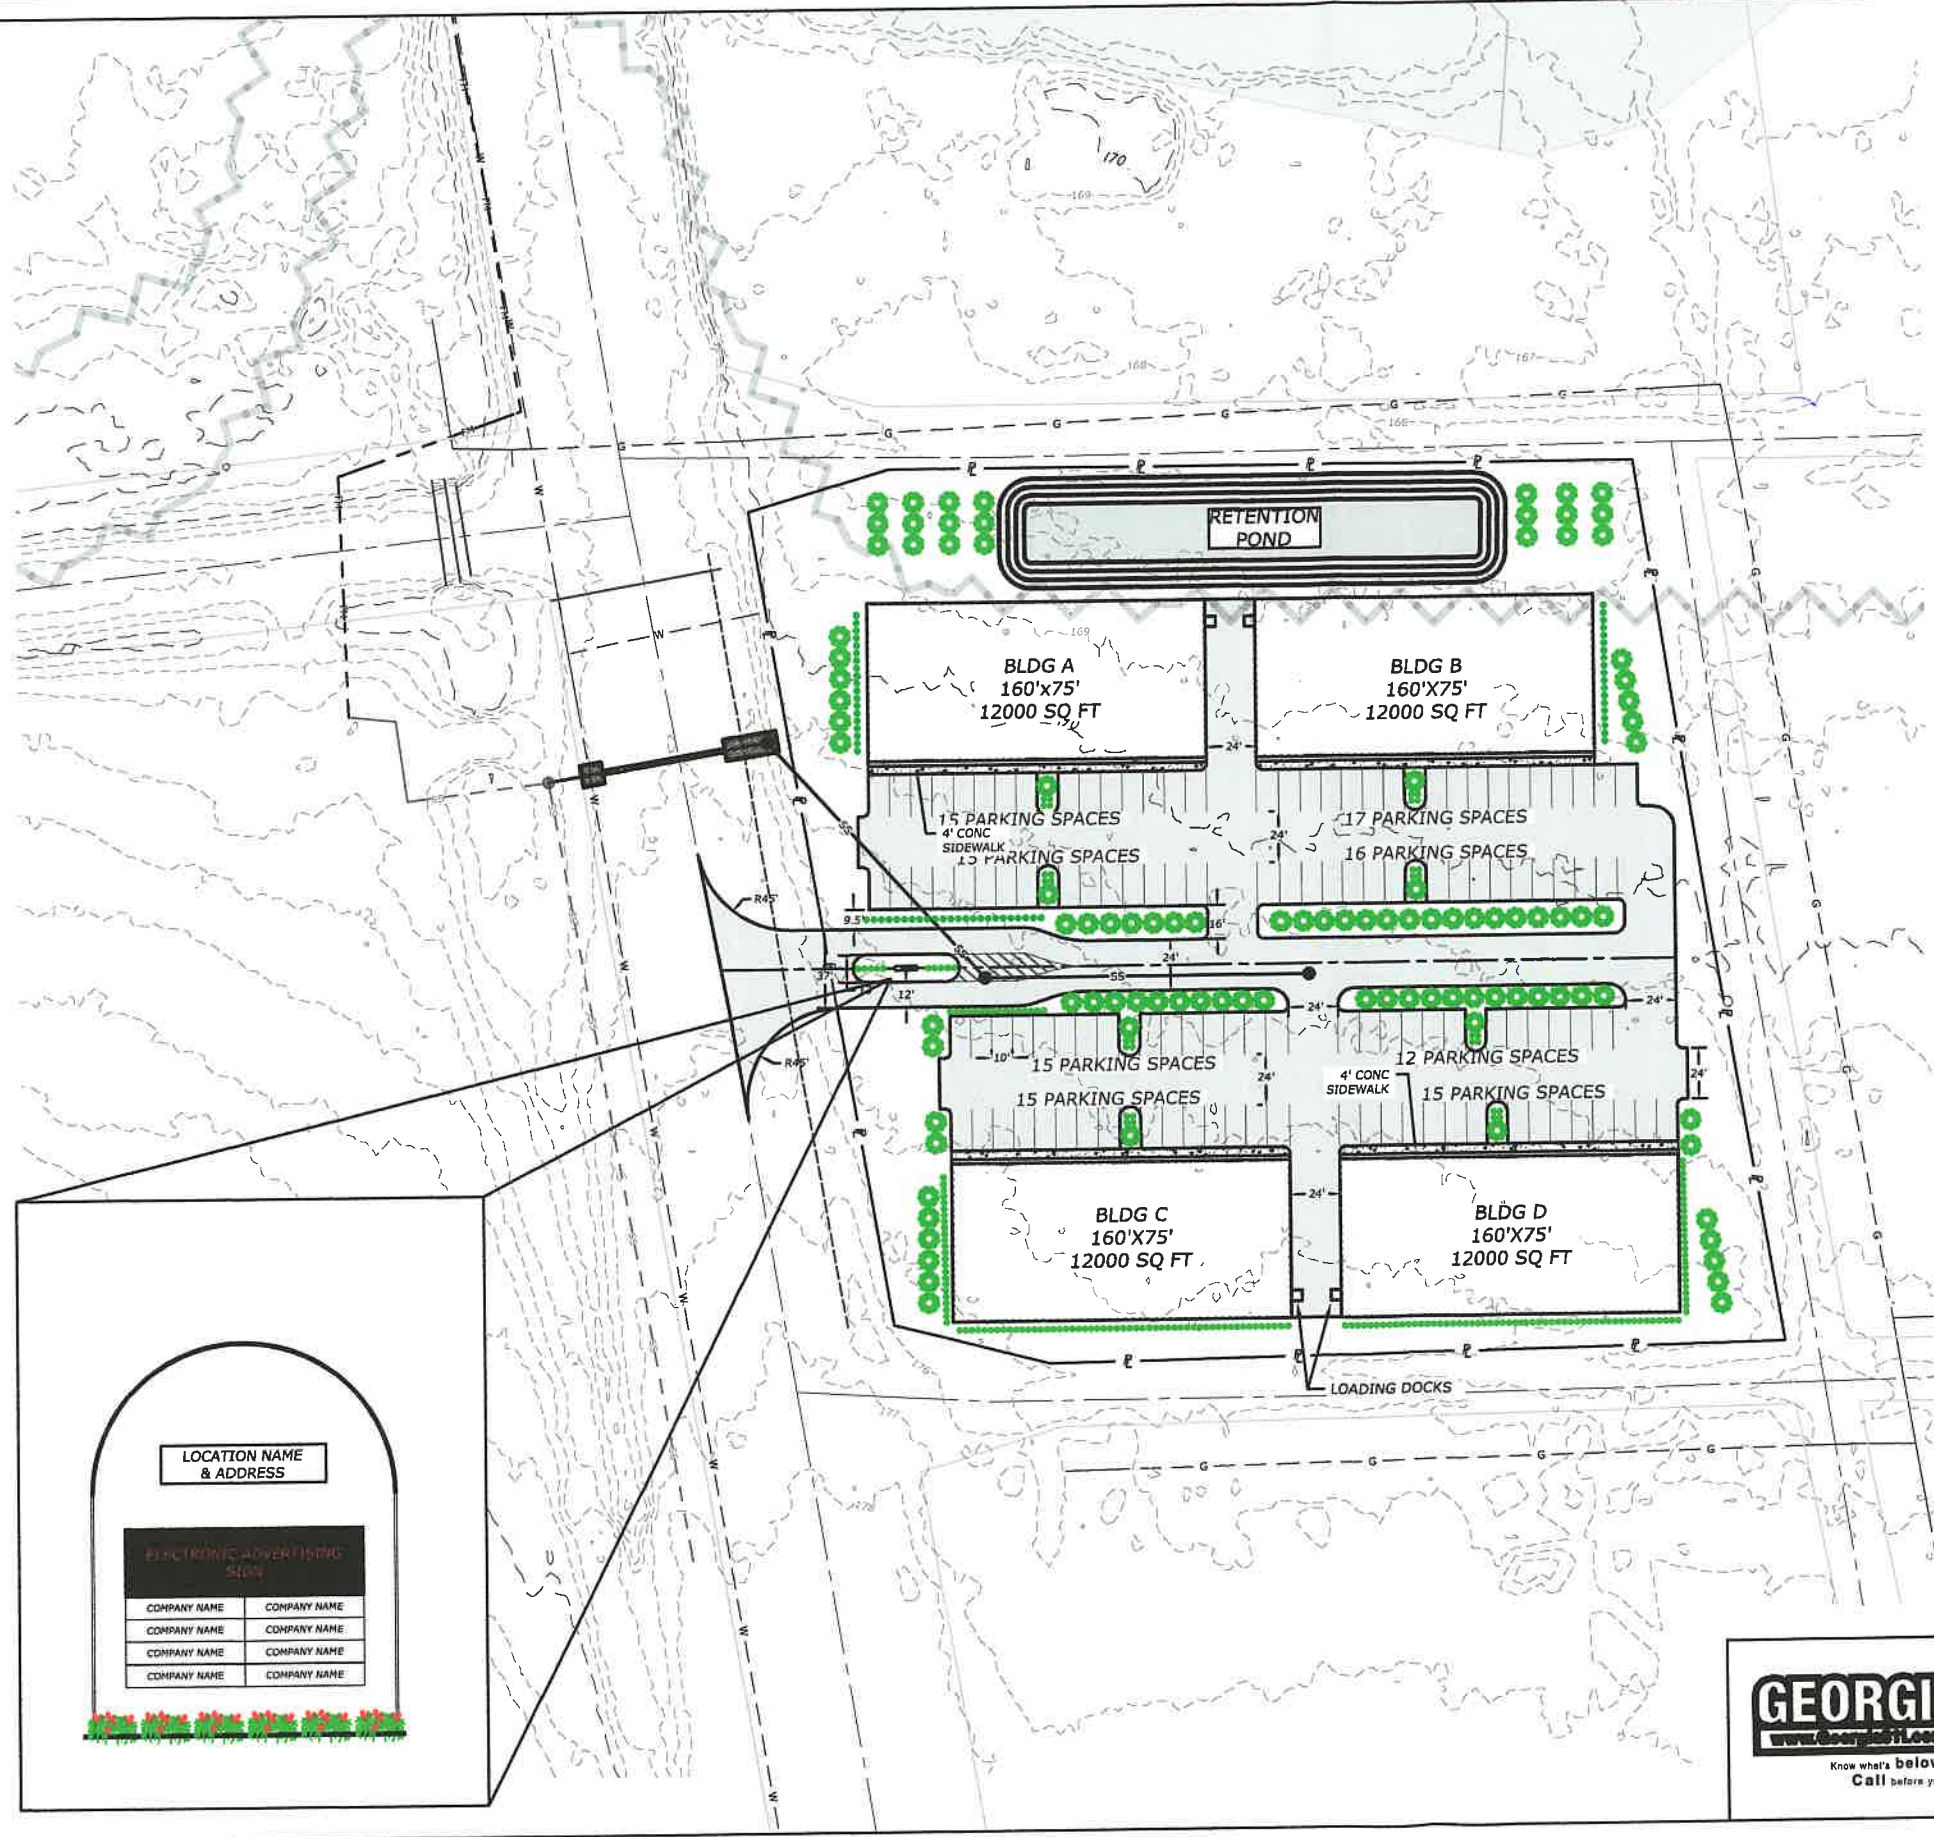 170
169
168
167
166
G
G
G
G
G
RETENTION
POND
BLDG A
160'x75'
12000 SQ FT
BLDG B
160'X75'
12000 SQ FT
169
24'
15 PARKING SPACES
4' CONC
SIDEWALK
15 PARKING SPACES
17 PARKING SPACES
24'
16 PARKING SPACES
R45'
9.5'
16'
24'
37'
12'
SS
24'
24'
R45'
10'
15 PARKING SPACES
24'
15 PARKING SPACES
12 PARKING SPACES
4' CONC
SIDEWALK
15 PARKING SPACES
24'
24'
BLDG C
160'X75'
12000 SQ FT
BLDG D
160'X75'
12000 SQ FT
LOADING DOCKS
G
G
G
G
LOCATION NAME
& ADDRESS
ELECTRONIC ADVERTISING
SIGN
COMPANY NAME COMPANY NAME
COMPANY NAME COMPANY NAME
COMPANY NAME COMPANY NAME
COMPANY NAME COMPANY NAME
GEORGI
www.Georgia811.com
Know what's below
Call before y